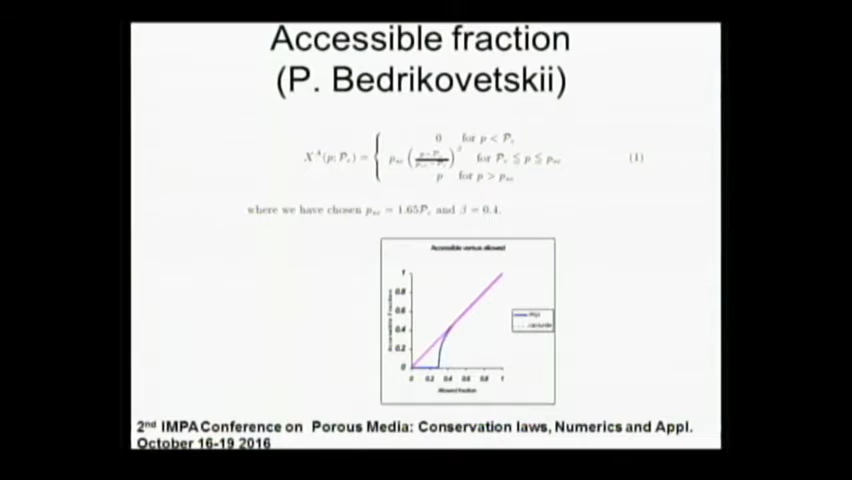 Accessible fraction
(P. Bedrikovetskii)
0 for p < P_c
X^A(p; P_c) = { p_ac (p − P_c / p_ac − P_c)^β for P_c ≦ p ≦ p_ac (1)
p for p > p_ac
where we have chosen p_ac = 1.65P_c and β = 0.4.
Accessible versus allowed
1
0.8
0.6
0.4
0.2
0
0 0.2 0.4 0.6 0.8 1
Accessible Fraction
Allowed fraction
2nd IMPA Conference on Porous Media: Conservation laws, Numerics and Appl.
October 16-19 2016